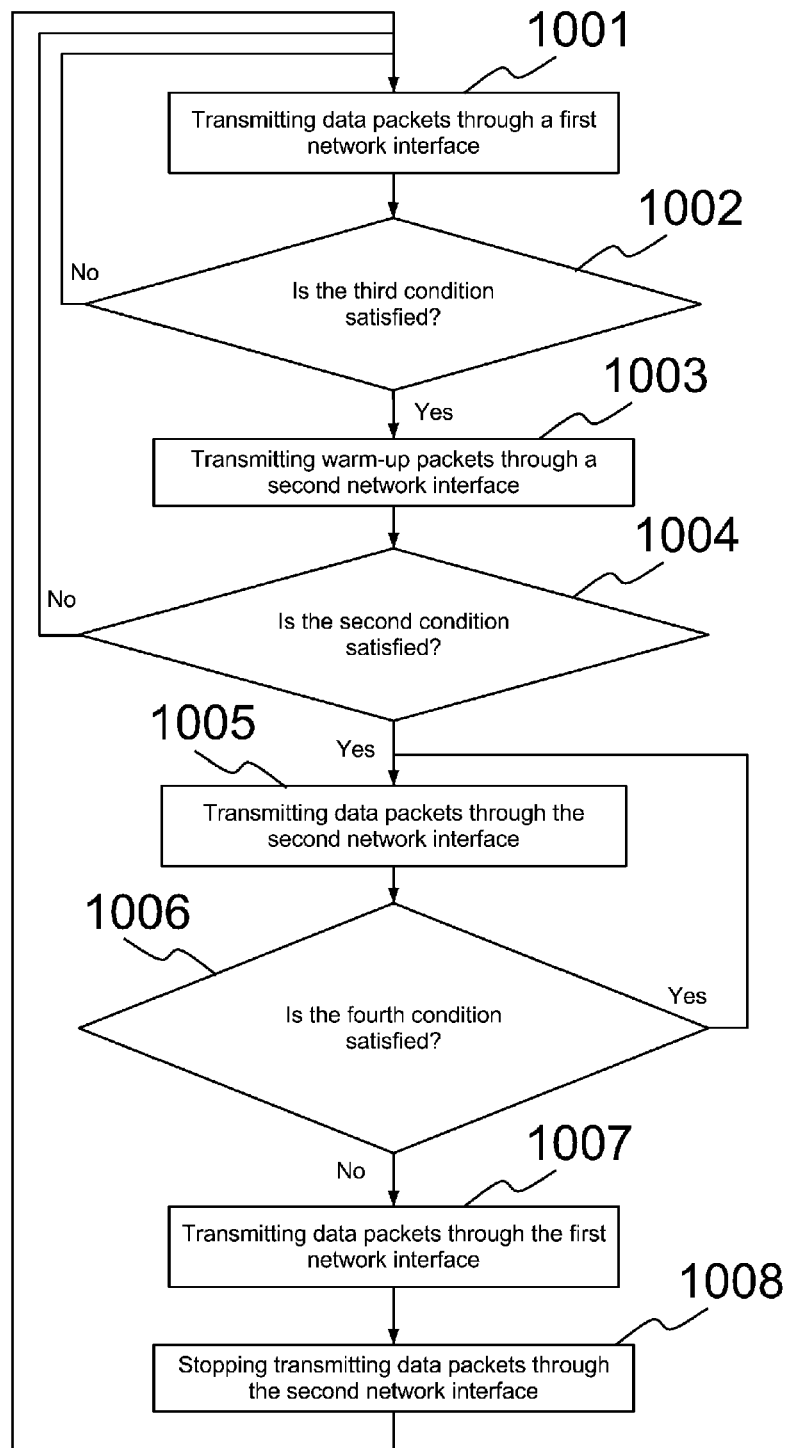 1001
Transmitting data packets through a first
network interface
1002
No
Is the third condition
satisfied?
1003
Yes
Transmitting warm-up packets through a
second network interface
1004
No
Is the second condition
satisfied?
1005
Yes
Transmitting data packets through the
second network interface
1006
Yes
Is the fourth condition
satisfied?
1007
No
Transmitting data packets through the first
network interface
1008
Stopping transmitting data packets through
the second network interface